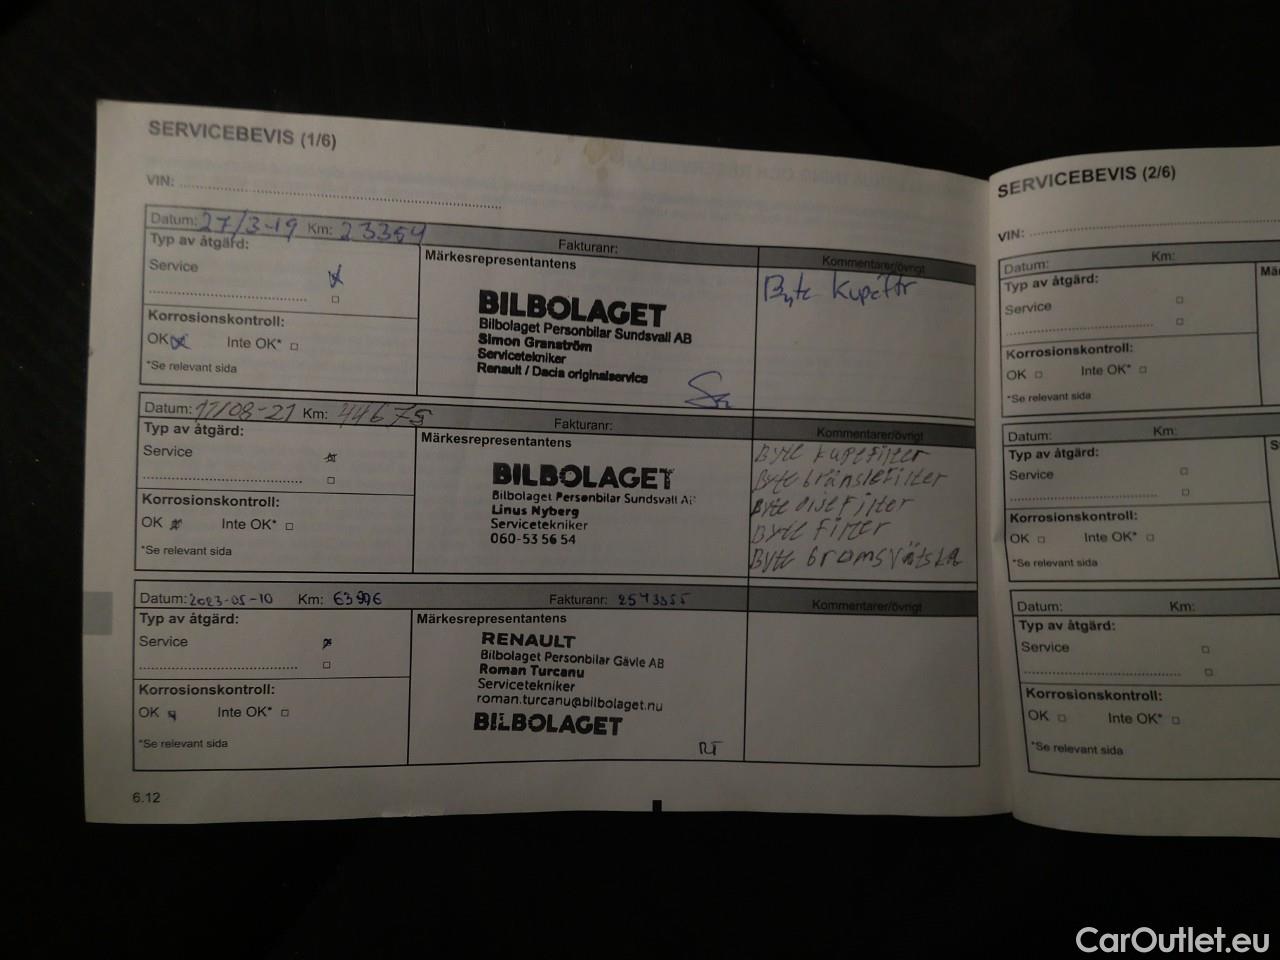 SERVICEBEVIS (1/6)
VIN:
Datum: 27/3-19 Km: 23354 Fakturanr:
Typ av åtgärd:
Service
Korrosionskontroll:
OK Inte OK*
*Se relevant sida
Märkesrepresentantens
BILBOLAGET
Bilbolaget Personbilar Sundsvall AB
Simon Granström
Servicetekniker
Renault / Dacia originalservice
Kommentarer/övrigt
Byte kupéfltr
Datum: 17/08-21 Km: 44675 Fakturanr:
Typ av åtgärd:
Service
Korrosionskontroll:
OK Inte OK*
*Se relevant sida
Märkesrepresentantens
BILBOLAGET
Bilbolaget Personbilar Sundsvall AB
Linus Nyberg
Servicetekniker
060-53 56 54
Kommentarer/övrigt
Byte kupefilter
Byte bränslefilter
Byte oljefilter
Byte filter
Byte bromsvätska
Datum: 2023-05-10 Km: 63996 Fakturanr: 2543355
Typ av åtgärd:
Service
Korrosionskontroll:
OK Inte OK*
*Se relevant sida
Märkesrepresentantens
RENAULT
Bilbolaget Personbilar Gävle AB
Roman Turcanu
Servicetekniker
roman.turcanu@bilbolaget.nu
BILBOLAGET
RT
Kommentarer/övrigt
6.12
SERVICEBEVIS (2/6)
VIN:
Datum: Km:
Typ av åtgärd:
Service
Korrosionskontroll:
OK Inte OK*
*Se relevant sida
Mä
Datum: Km:
Typ av åtgärd:
Service
Korrosionskontroll:
OK Inte OK*
*Se relevant sida
S
Datum: Km:
Typ av åtgärd:
Service
Korrosionskontroll:
OK Inte OK*
*Se relevant sida
CarOutlet.eu